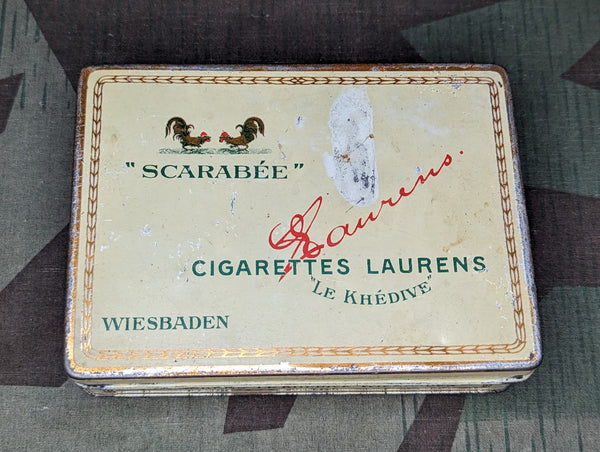 "SCARABÉE"
Laurens.
CIGARETTES LAURENS
"LE KHÉDIVE"
WIESBADEN